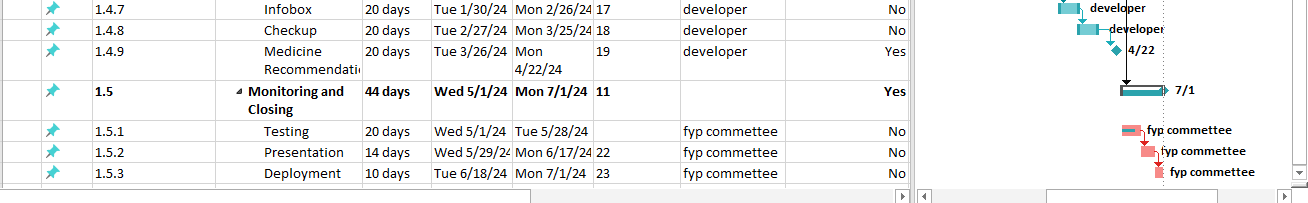 1.4.7 Infobox 20 days Tue 1/30/24 Mon 2/26/24 17 developer No developer
1.4.8 Checkup 20 days Tue 2/27/24 Mon 3/25/24 18 developer No developer
1.4.9 Medicine 20 days Tue 3/26/24 Mon 19 developer Yes 4/22
Recommendati 4/22/24
1.5 Monitoring and 44 days Wed 5/1/24 Mon 7/1/24 11 Yes 7/1
Closing
1.5.1 Testing 20 days Wed 5/1/24 Tue 5/28/24 fyp commettee No fyp commettee
1.5.2 Presentation 14 days Wed 5/29/24 Mon 6/17/24 22 fyp commettee No fyp commettee
1.5.3 Deployment 10 days Tue 6/18/24 Mon 7/1/24 23 fyp commettee No fyp commettee